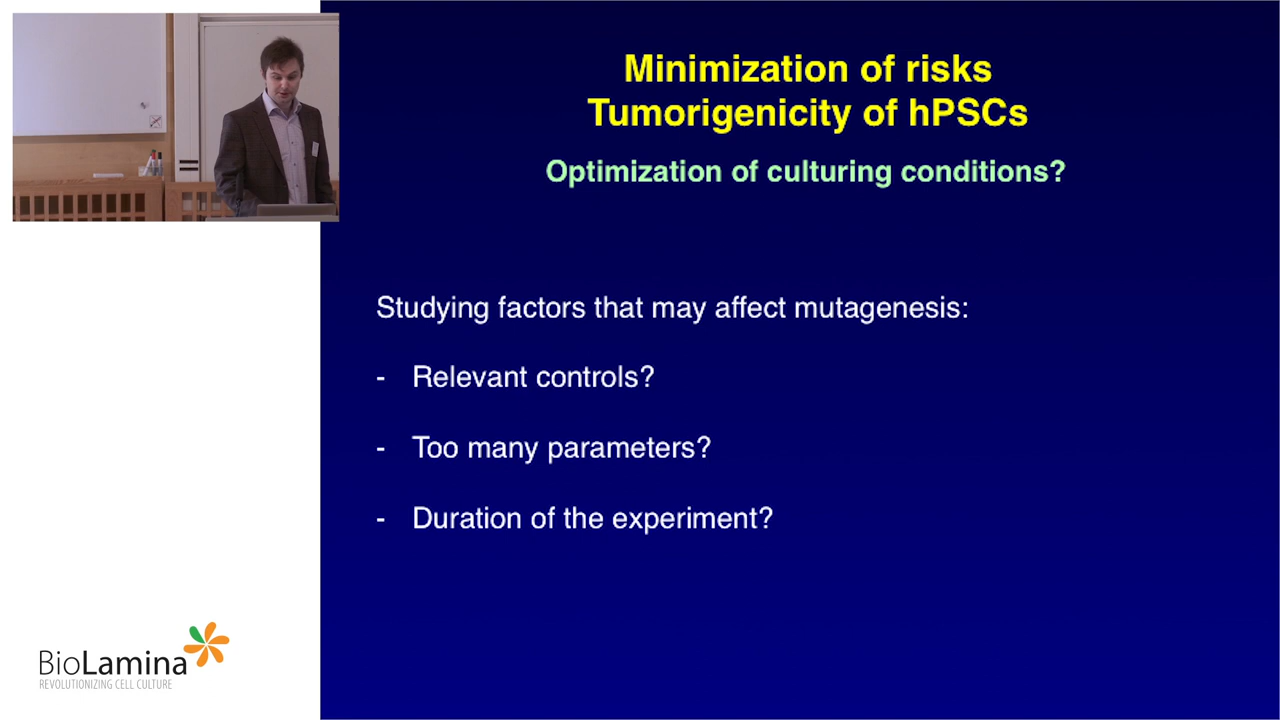 Minimization of risks
Tumorigenicity of hPSCs
Optimization of culturing conditions?
Studying factors that may affect mutagenesis:
- Relevant controls?
- Too many parameters?
- Duration of the experiment?
BioLamina
REVOLUTIONIZING CELL CULTURE